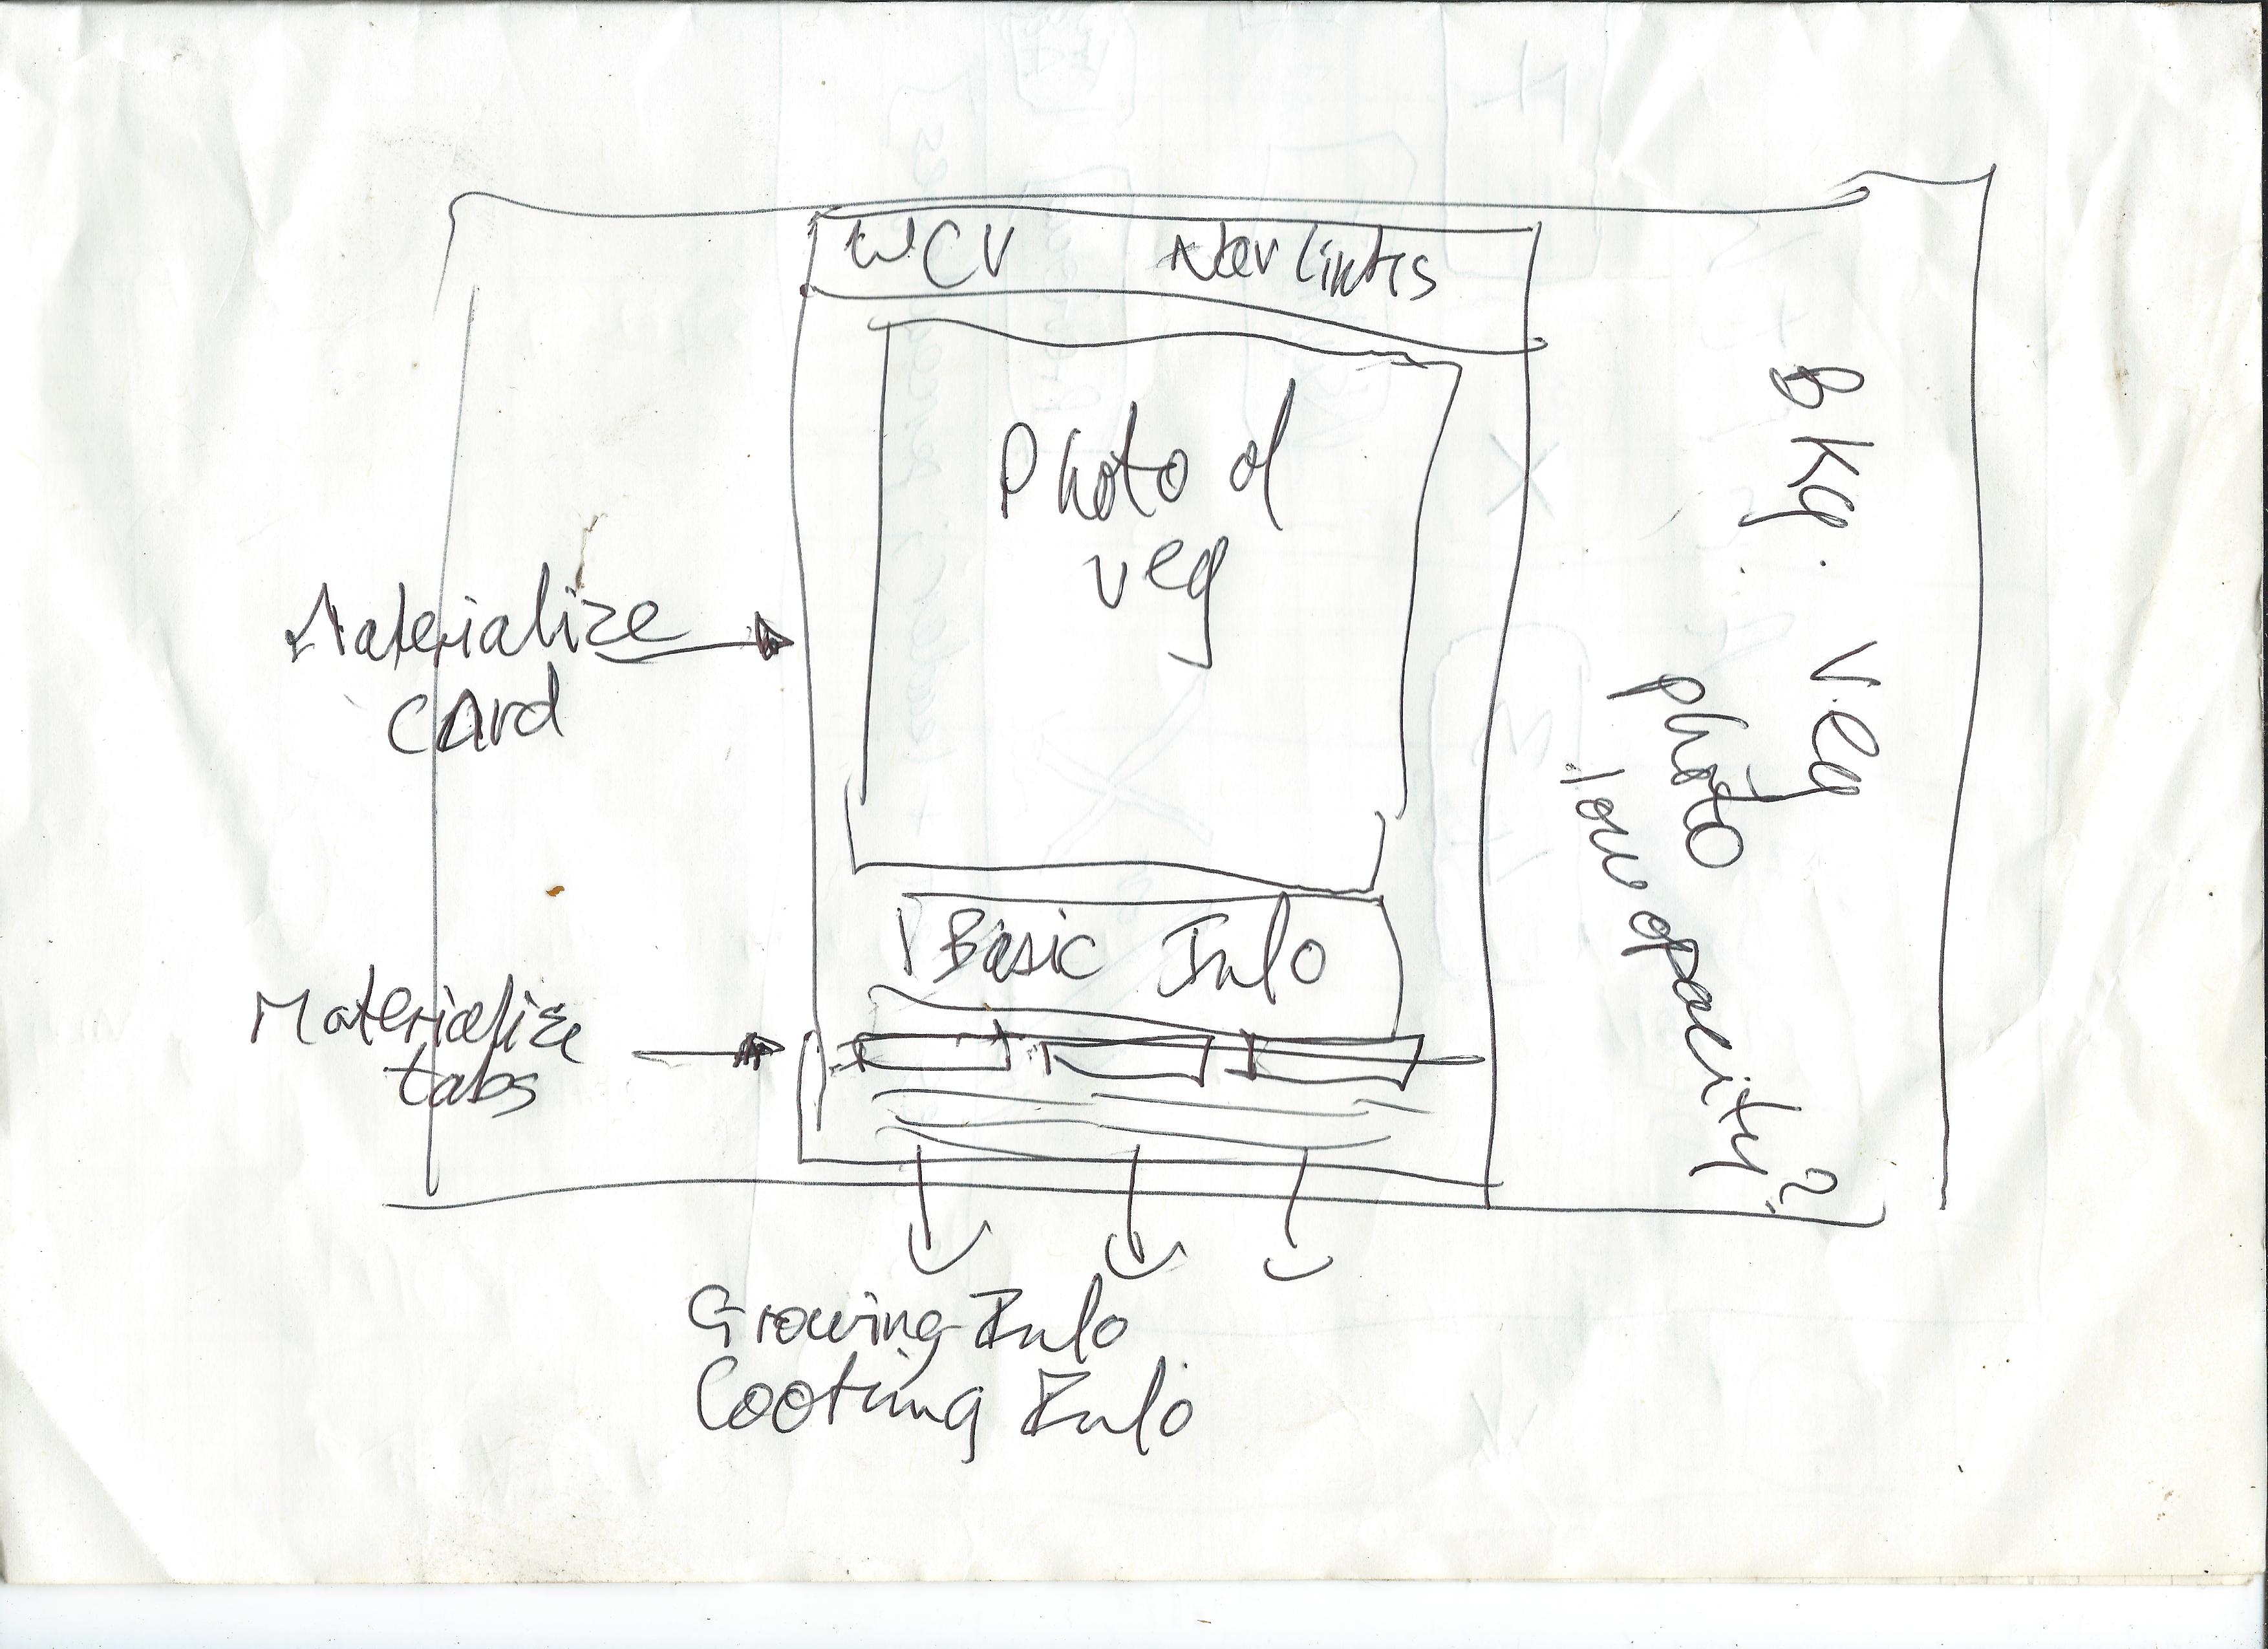 WCV Nav links
Photo of
veg
Materialize
card
Basic Info
Materialize
tabs
Growing Info
Cooking Info
Bkg. Veg
photo
low opacity?